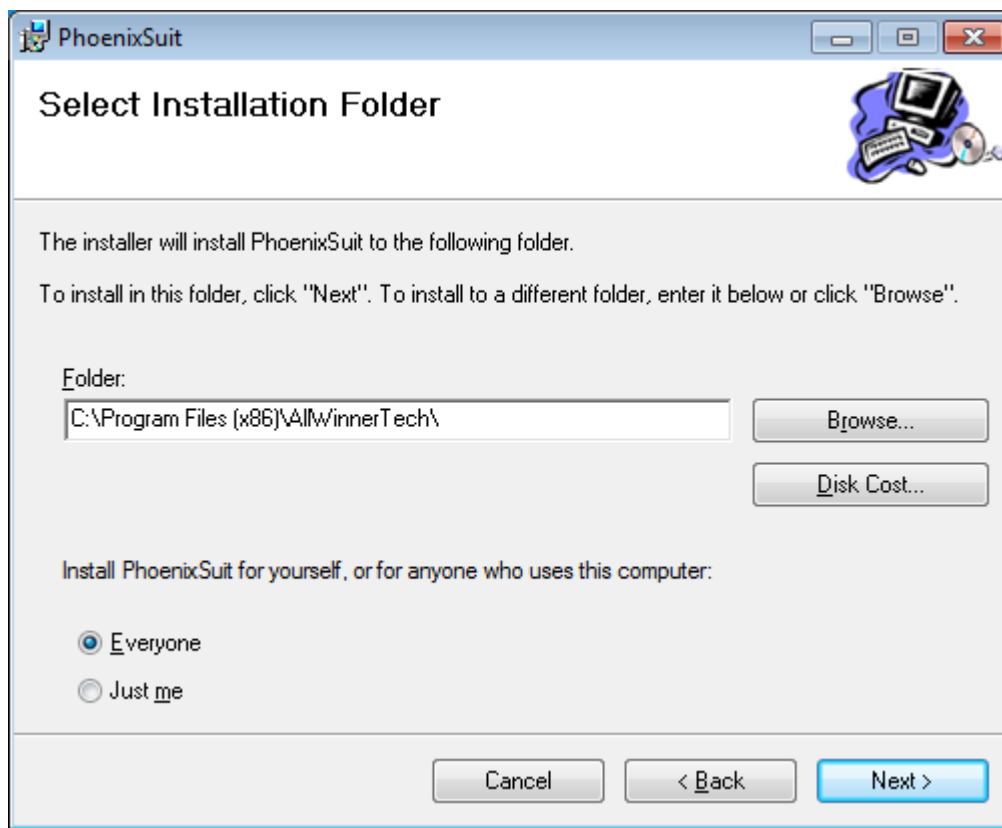 PhoenixSuit
Select Installation Folder
The installer will install PhoenixSuit to the following folder.
To install in this folder, click "Next". To install to a different folder, enter it below or click "Browse".
Folder:
C:\Program Files (x86)\AllWinnerTech\
Browse...
Disk Cost...
Install PhoenixSuit for yourself, or for anyone who uses this computer:
Everyone
Just me
Cancel
< Back
Next >